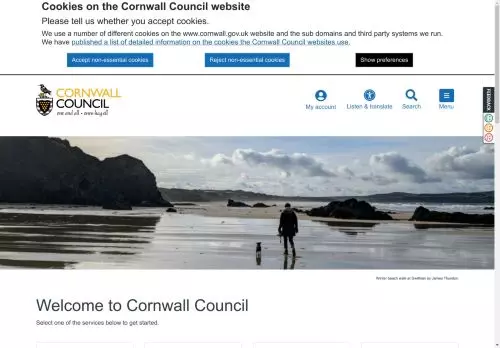 Cookies on the Cornwall Council website
Please tell us whether you accept cookies.
We use a number of different cookies on the www.cornwall.gov.uk website and the sub domains and third party systems we run.
We have published a list of detailed information on the cookies the Cornwall Council websites use.
Accept non-essential cookies
Reject non-essential cookies
Show preferences
CORNWALL
COUNCIL
one and all • onen hag oll
My account
Listen & translate
Search
Menu
FEEDBACK
Winter beach walk at Gwithian by James Thurston
Welcome to Cornwall Council
Select one of the services below to get started.